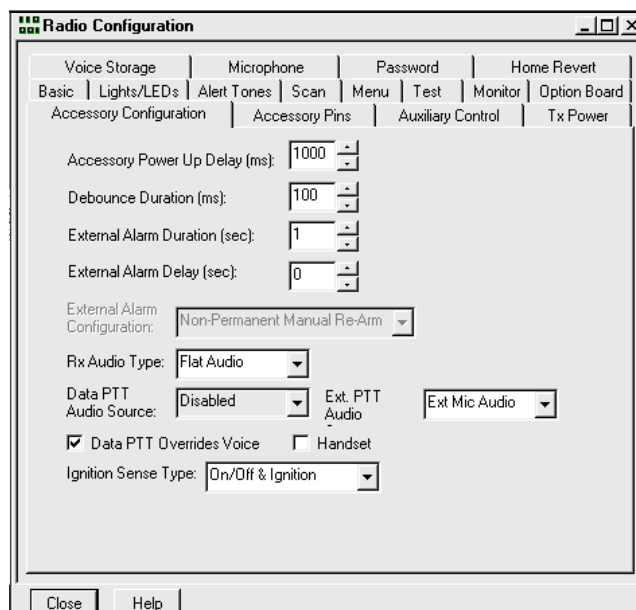 Radio Configuration
Voice Storage Microphone Password Home Revert
Basic Lights/LEDs Alert Tones Scan Menu Test Monitor Option Board
Accessory Configuration Accessory Pins Auxiliary Control Tx Power
Accessory Power Up Delay (ms): 1000
Debounce Duration (ms): 100
External Alarm Duration (sec): 1
External Alarm Delay (sec): 0
External Alarm
Configuration: Non-Permanent Manual Re-Arm
Rx Audio Type: Flat Audio
Data PTT
Audio Source: Disabled
Ext. PTT
Audio
Ext Mic Audio
Data PTT Overrides Voice Handset
Ignition Sense Type: On/Off & Ignition
Close Help